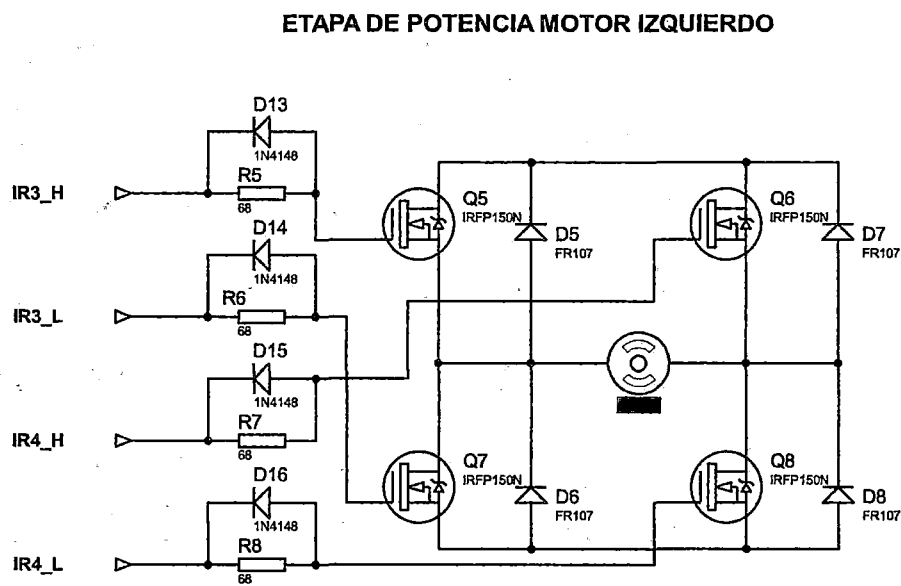 ETAPA DE POTENCIA MOTOR IZQUIERDO
D13
1N4148
R5
68
IR3_H
D14
1N4148
R6
68
IR3_L
D15
1N4148
R7
68
IR4_H
D16
1N4148
R8
68
IR4_L
Q5
IRFP150N
D5
FR107
Q6
IRFP150N
D7
FR107
Q7
IRFP150N
D6
FR107
Q8
IRFP150N
D8
FR107